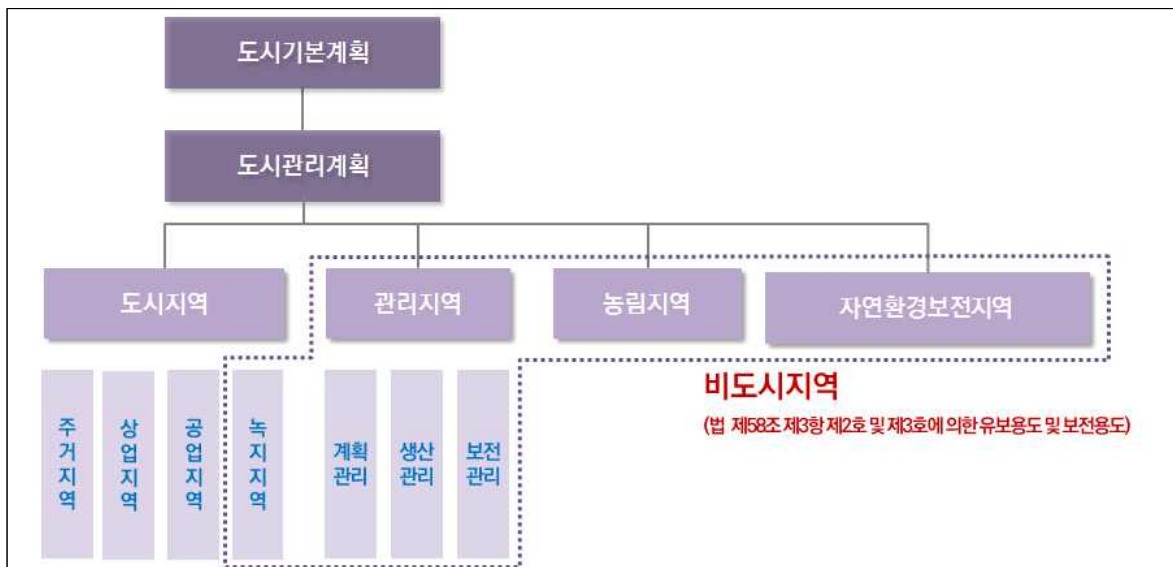 도시기본계획
도시관리계획
도시지역
관리지역
농림지역
자연환경보전지역
비도시지역
(법 제58조 제3항 제2호 및 제3호에 의한 유보용도 및 보전용도)
주거지역
상업지역
공업지역
녹지지역
계획
관리
생산
관리
보전
관리